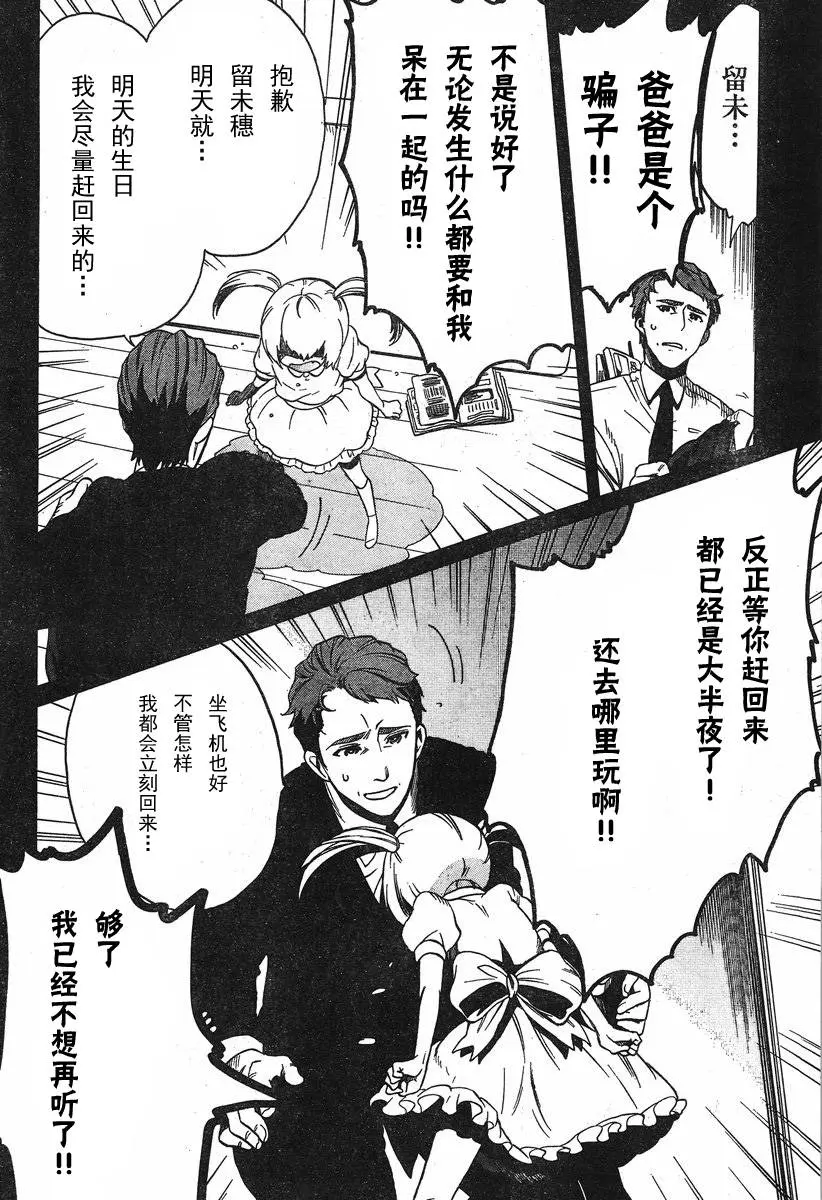 留未…
爸爸是个
骗子!!
不是说好了
无论发生什么都要和我
呆在一起的吗!!
抱歉
留未穗
明天就…
明天的生日
我会尽量赶回来的…
反正等你赶回来
都已经是大半夜了!
还去哪里玩啊!!
坐飞机也好
不管怎样
我都会立刻回来…
够了
我已经不想再听了!!